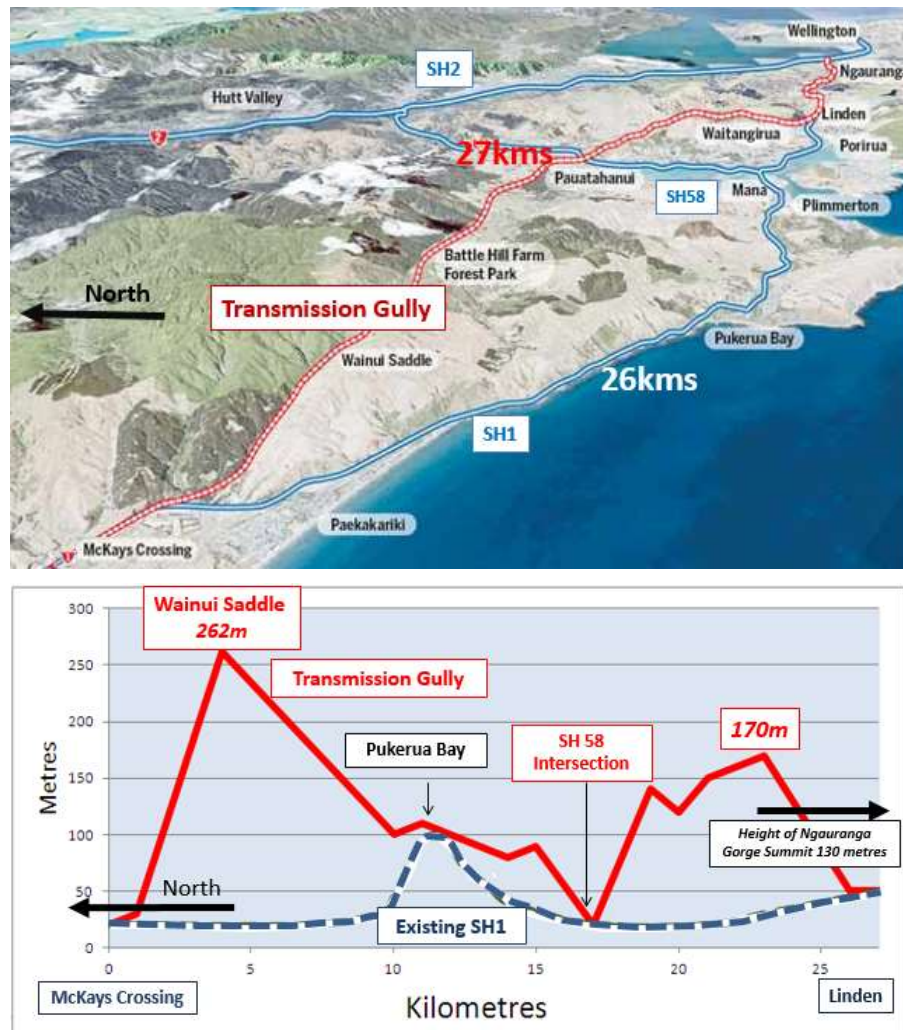 Wellington
SH2
Ngauranga
Hutt Valley
Linden
Waitangirua
2
27kms
Porirua
Pauatahanui
SH58
Mana
Plimmerton
Battle Hill Farm
Forest Park
North
Transmission Gully
Pukerua Bay
Wainui Saddle
26kms
SH1
Paekakariki
1
McKays Crossing
300
Wainui Saddle
262m
250
Transmission Gully
200
Pukerua Bay
SH 58
Intersection
170m
Metres
150
100
Height of Ngauranga
Gorge Summit 130 metres
North
50
Existing SH1
0
0
5
10
15
20
25
McKays Crossing
Kilometres
Linden